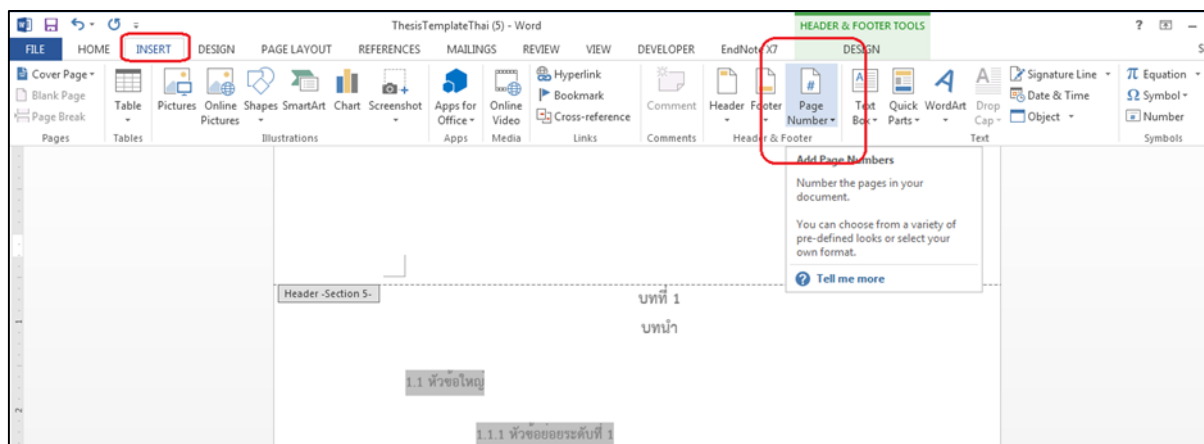 ThesisTemplateThai (5) - Word
HEADER & FOOTER TOOLS
?
FILE HOME INSERT DESIGN PAGE LAYOUT REFERENCES MAILINGS REVIEW VIEW DEVELOPER EndNote X7 DESIGN S
Cover Page
Blank Page
Page Break
Pages
Table
Tables
Pictures
Online Pictures
Shapes
SmartArt
Chart
Screenshot
Illustrations
Apps for Office
Apps
Online Video
Media
Hyperlink
Bookmark
Cross-reference
Links
Comment
Comments
Header
Footer
Page Number
#
Header & Footer
A
Text Box
Quick Parts
A
WordArt
A
Drop Cap
Signature Line
Date & Time
Object
Text
π Equation
Ω Symbol
# Number
Symbols
Add Page Numbers
Number the pages in your
document.
You can choose from a variety of
pre-defined looks or select your
own format.
? Tell me more
Header -Section 5-
บทที่ 1
บทนำ
1.1 หัวข้อใหญ่
1.1.1 หัวข้อย่อยระดับที่ 1
2